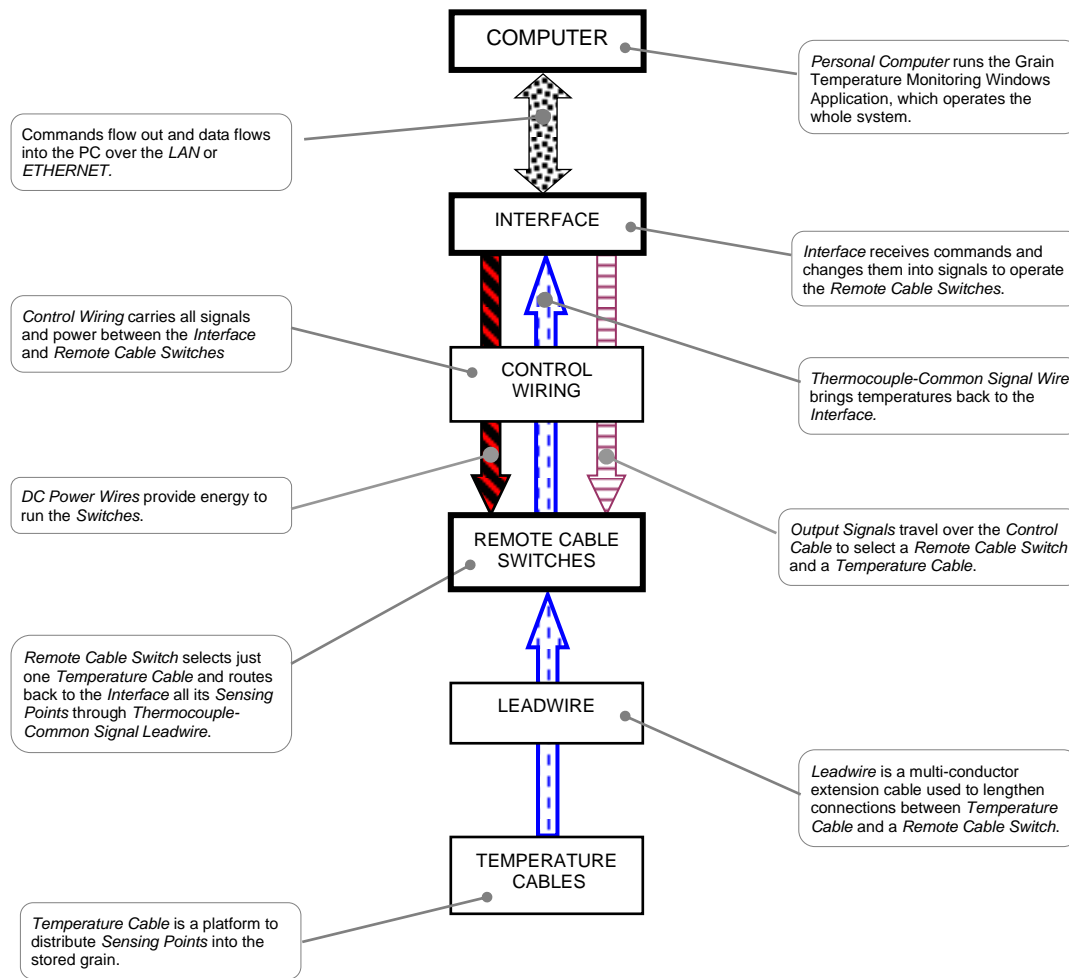 COMPUTER
Personal Computer runs the Grain
Temperature Monitoring Windows
Application, which operates the
whole system.
Commands flow out and data flows
into the PC over the LAN or
ETHERNET.
INTERFACE
Interface receives commands and
changes them into signals to operate
the Remote Cable Switches.
Control Wiring carries all signals
and power between the Interface
and Remote Cable Switches
CONTROL
WIRING
Thermocouple-Common Signal Wire
brings temperatures back to the
Interface.
DC Power Wires provide energy to
run the Switches.
Output Signals travel over the Control
Cable to select a Remote Cable Switch
and a Temperature Cable.
REMOTE CABLE
SWITCHES
Remote Cable Switch selects just
one Temperature Cable and routes
back to the Interface all its Sensing
Points through Thermocouple-
Common Signal Leadwire.
LEADWIRE
Leadwire is a multi-conductor
extension cable used to lengthen
connections between Temperature
Cable and a Remote Cable Switch.
TEMPERATURE
CABLES
Temperature Cable is a platform to
distribute Sensing Points into the
stored grain.